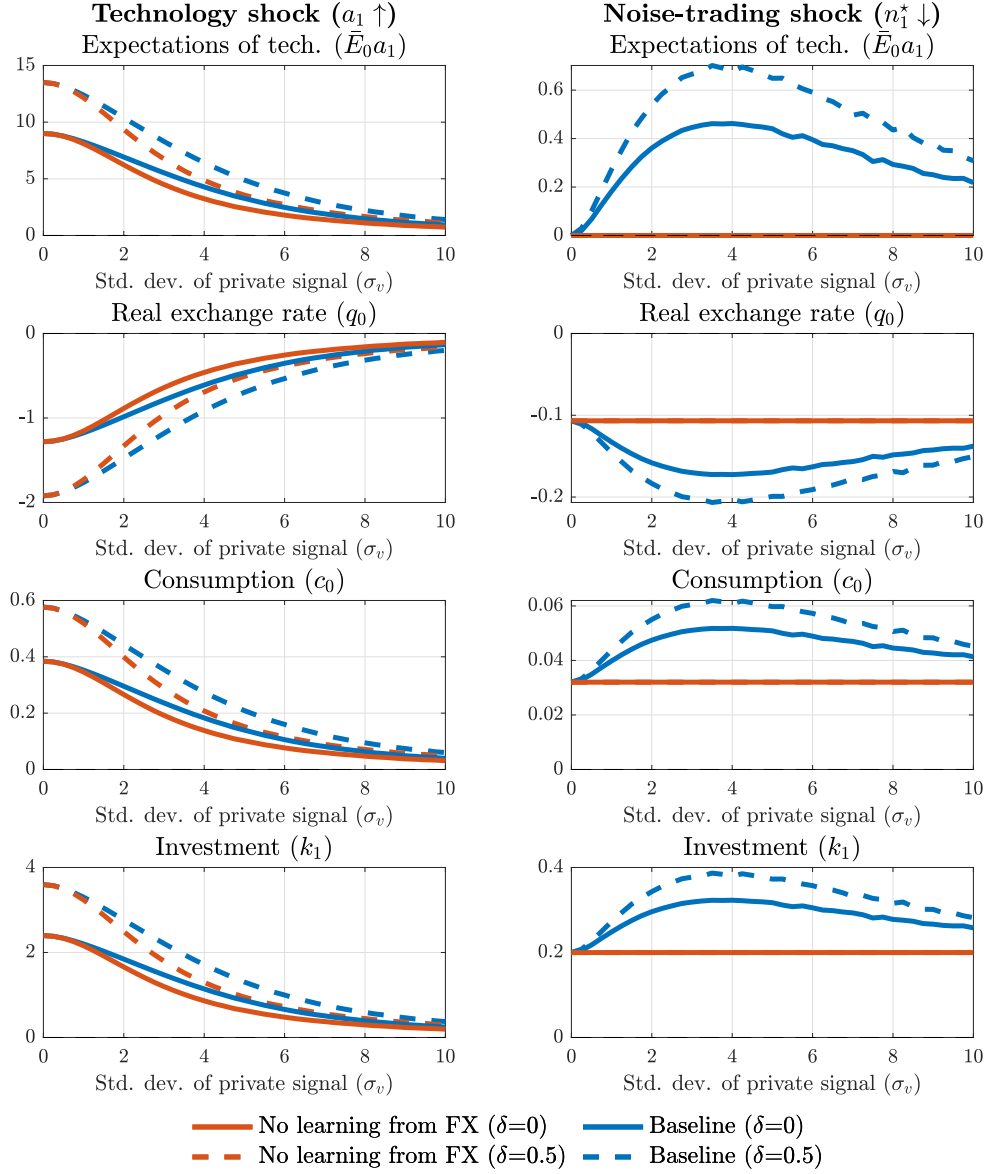 Technology shock (a₁ ↑)
Noise-trading shock (n₁⋆ ↓)
Expectations of tech. (Ē₀a₁)
Expectations of tech. (Ē₀a₁)
15
10
5
0
0 2 4 6 8 10
Std. dev. of private signal (σᵥ)
0.6
0.4
0.2
0
0 2 4 6 8 10
Std. dev. of private signal (σᵥ)
Real exchange rate (q₀)
Real exchange rate (q₀)
0
-1
-2
0 2 4 6 8 10
Std. dev. of private signal (σᵥ)
0
-0.1
-0.2
0 2 4 6 8 10
Std. dev. of private signal (σᵥ)
Consumption (c₀)
Consumption (c₀)
0.6
0.4
0.2
0
0 2 4 6 8 10
Std. dev. of private signal (σᵥ)
0.06
0.04
0.02
0
0 2 4 6 8 10
Std. dev. of private signal (σᵥ)
Investment (k₁)
Investment (k₁)
4
2
0
0 2 4 6 8 10
Std. dev. of private signal (σᵥ)
0.4
0.2
0
0 2 4 6 8 10
Std. dev. of private signal (σᵥ)
No learning from FX (δ=0)
Baseline (δ=0)
No learning from FX (δ=0.5)
Baseline (δ=0.5)